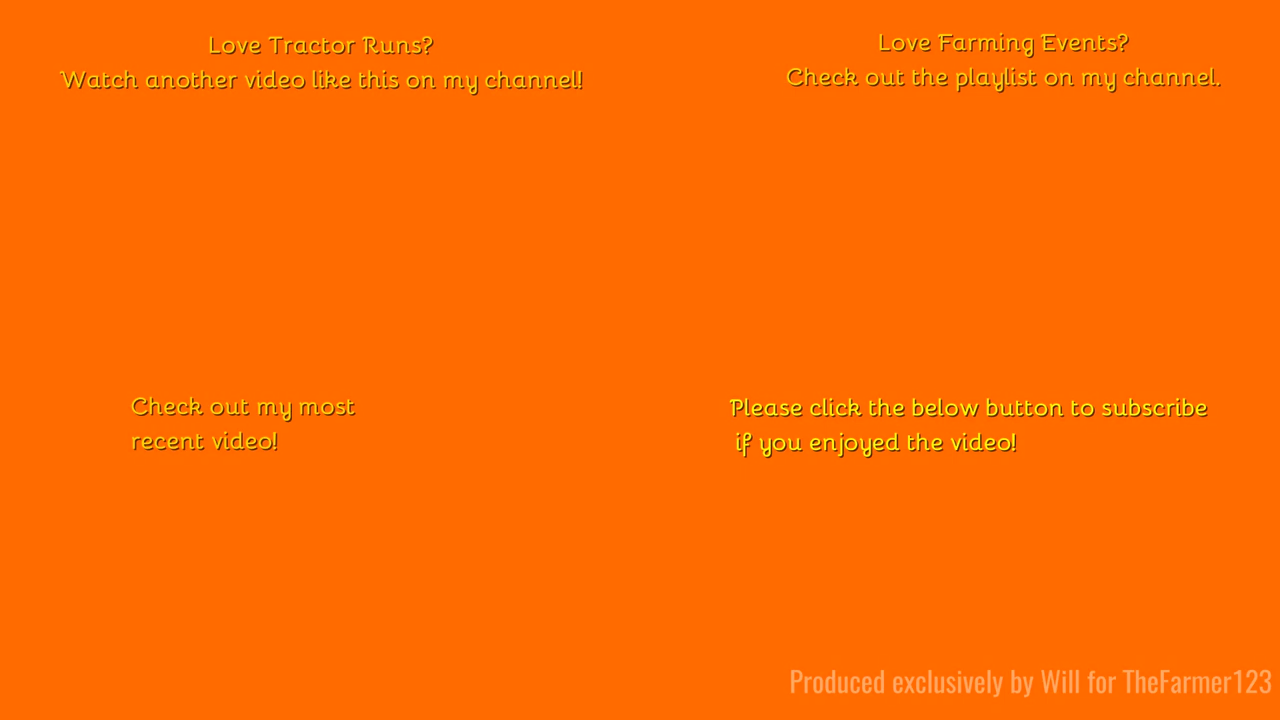 Love Tractor Runs?
Watch another video like this on my channel!
Love Farming Events?
Check out the playlist on my channel.
Check out my most
recent video!
Please click the below button to subscribe
if you enjoyed the video!
Produced exclusively by Will for TheFarmer123